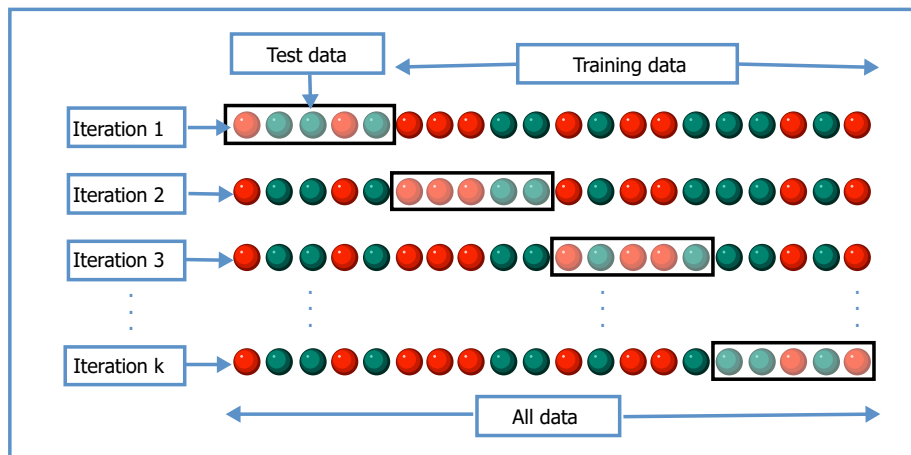 Test data
Training data
Iteration 1
Iteration 2
Iteration 3
Iteration k
All data